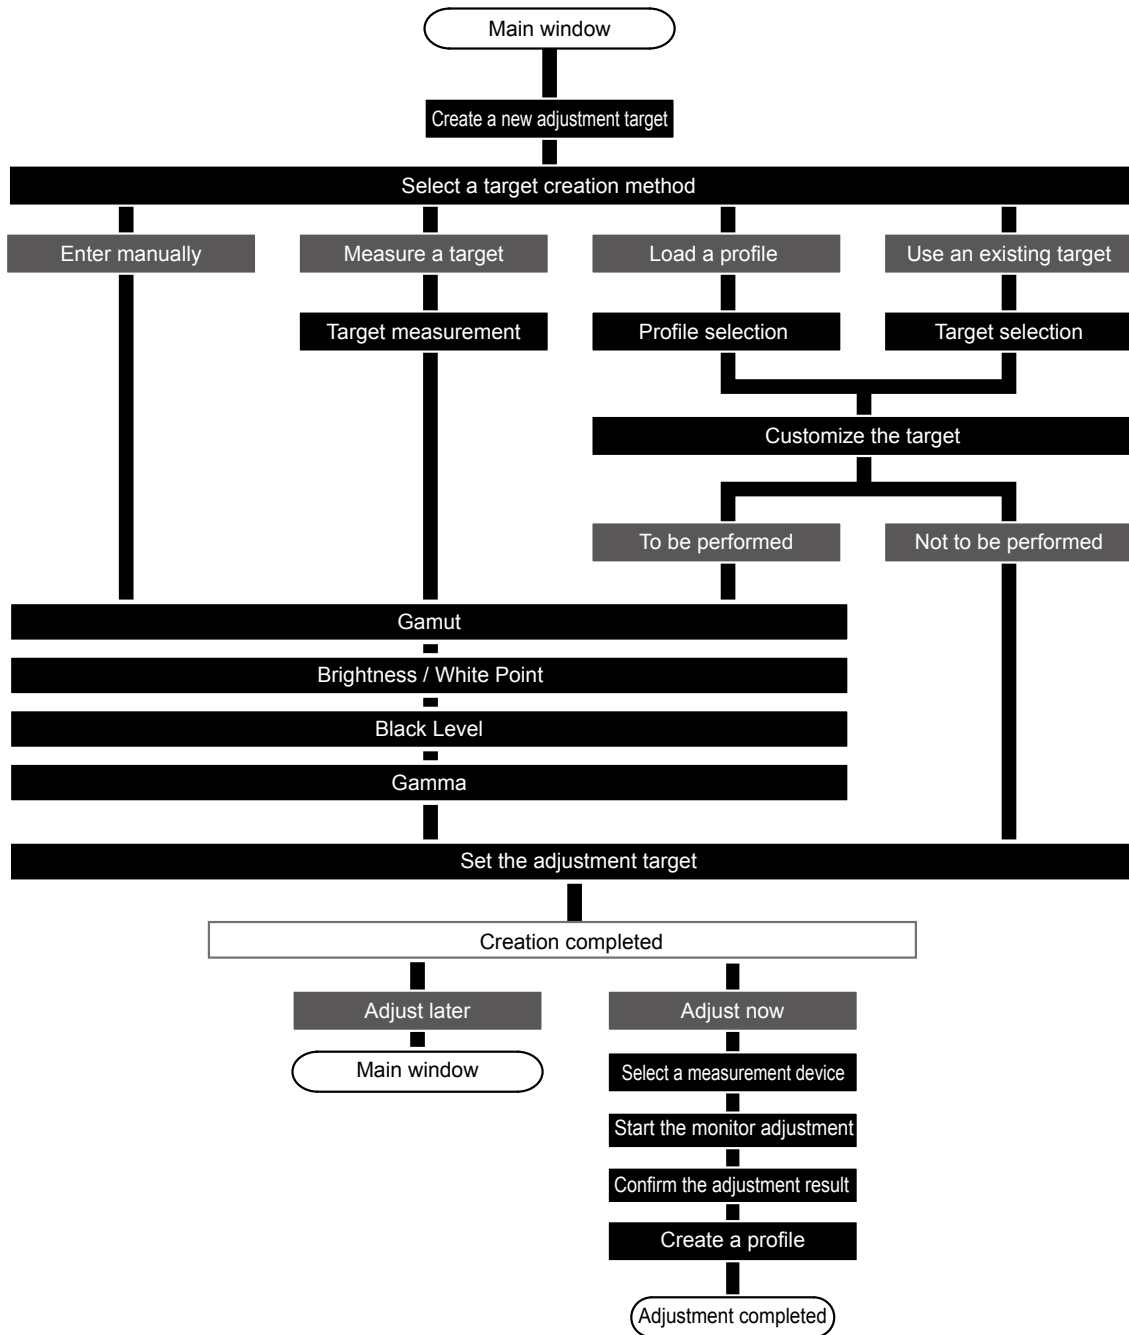 Main window
Create a new adjustment target
Select a target creation method
Enter manually
Measure a target
Load a profile
Use an existing target
Target measurement
Profile selection
Target selection
Customize the target
To be performed
Not to be performed
Gamut
Brightness / White Point
Black Level
Gamma
Set the adjustment target
Creation completed
Adjust later
Adjust now
Main window
Select a measurement device
Start the monitor adjustment
Confirm the adjustment result
Create a profile
Adjustment completed